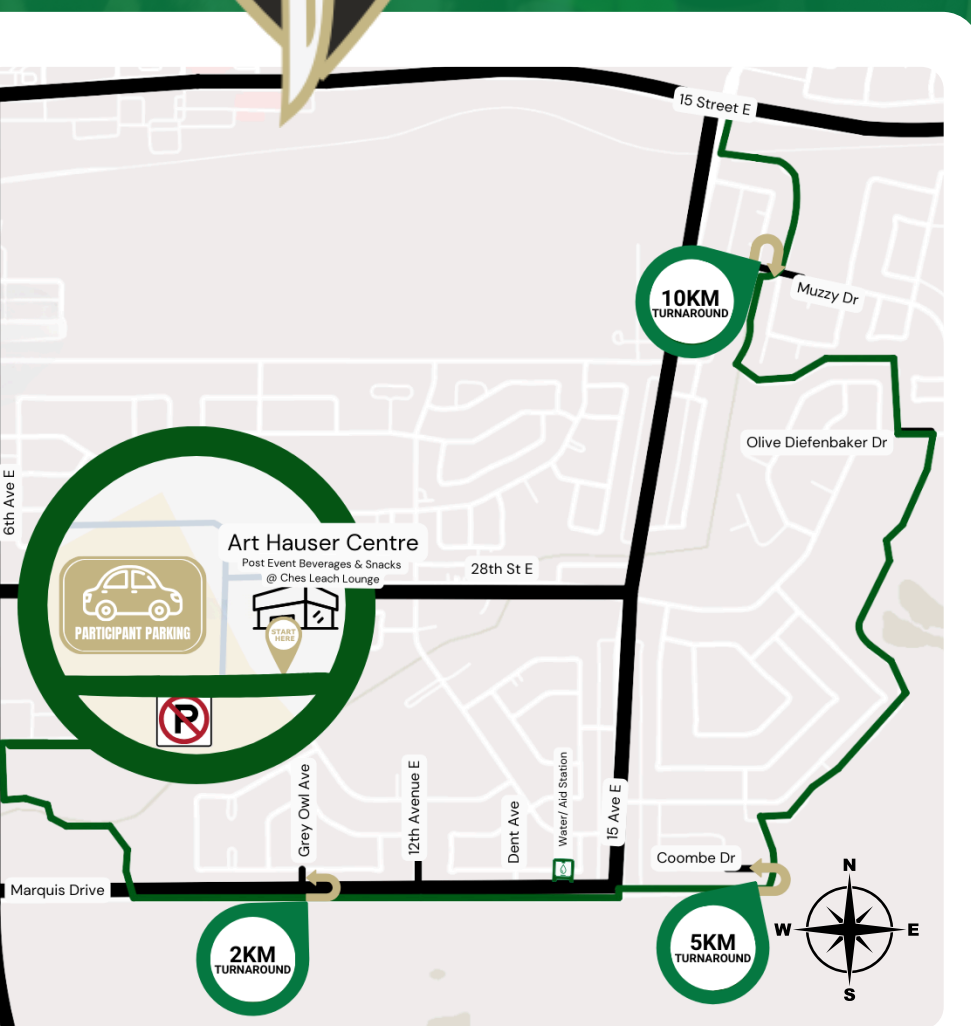 15 Street E
10KM
TURNAROUND
Muzzy Dr
Olive Diefenbaker Dr
6th Ave E
Art Hauser Centre
Post Event Beverages & Snacks
@ Ches Leach Lounge
28th St E
PARTICIPANT PARKING
START
HERE
P
Grey Owl Ave
12th Avenue E
Dent Ave
Water/ Aid Station
15 Ave E
Coombe Dr
Marquis Drive
2KM
TURNAROUND
5KM
TURNAROUND
N
W
E
S